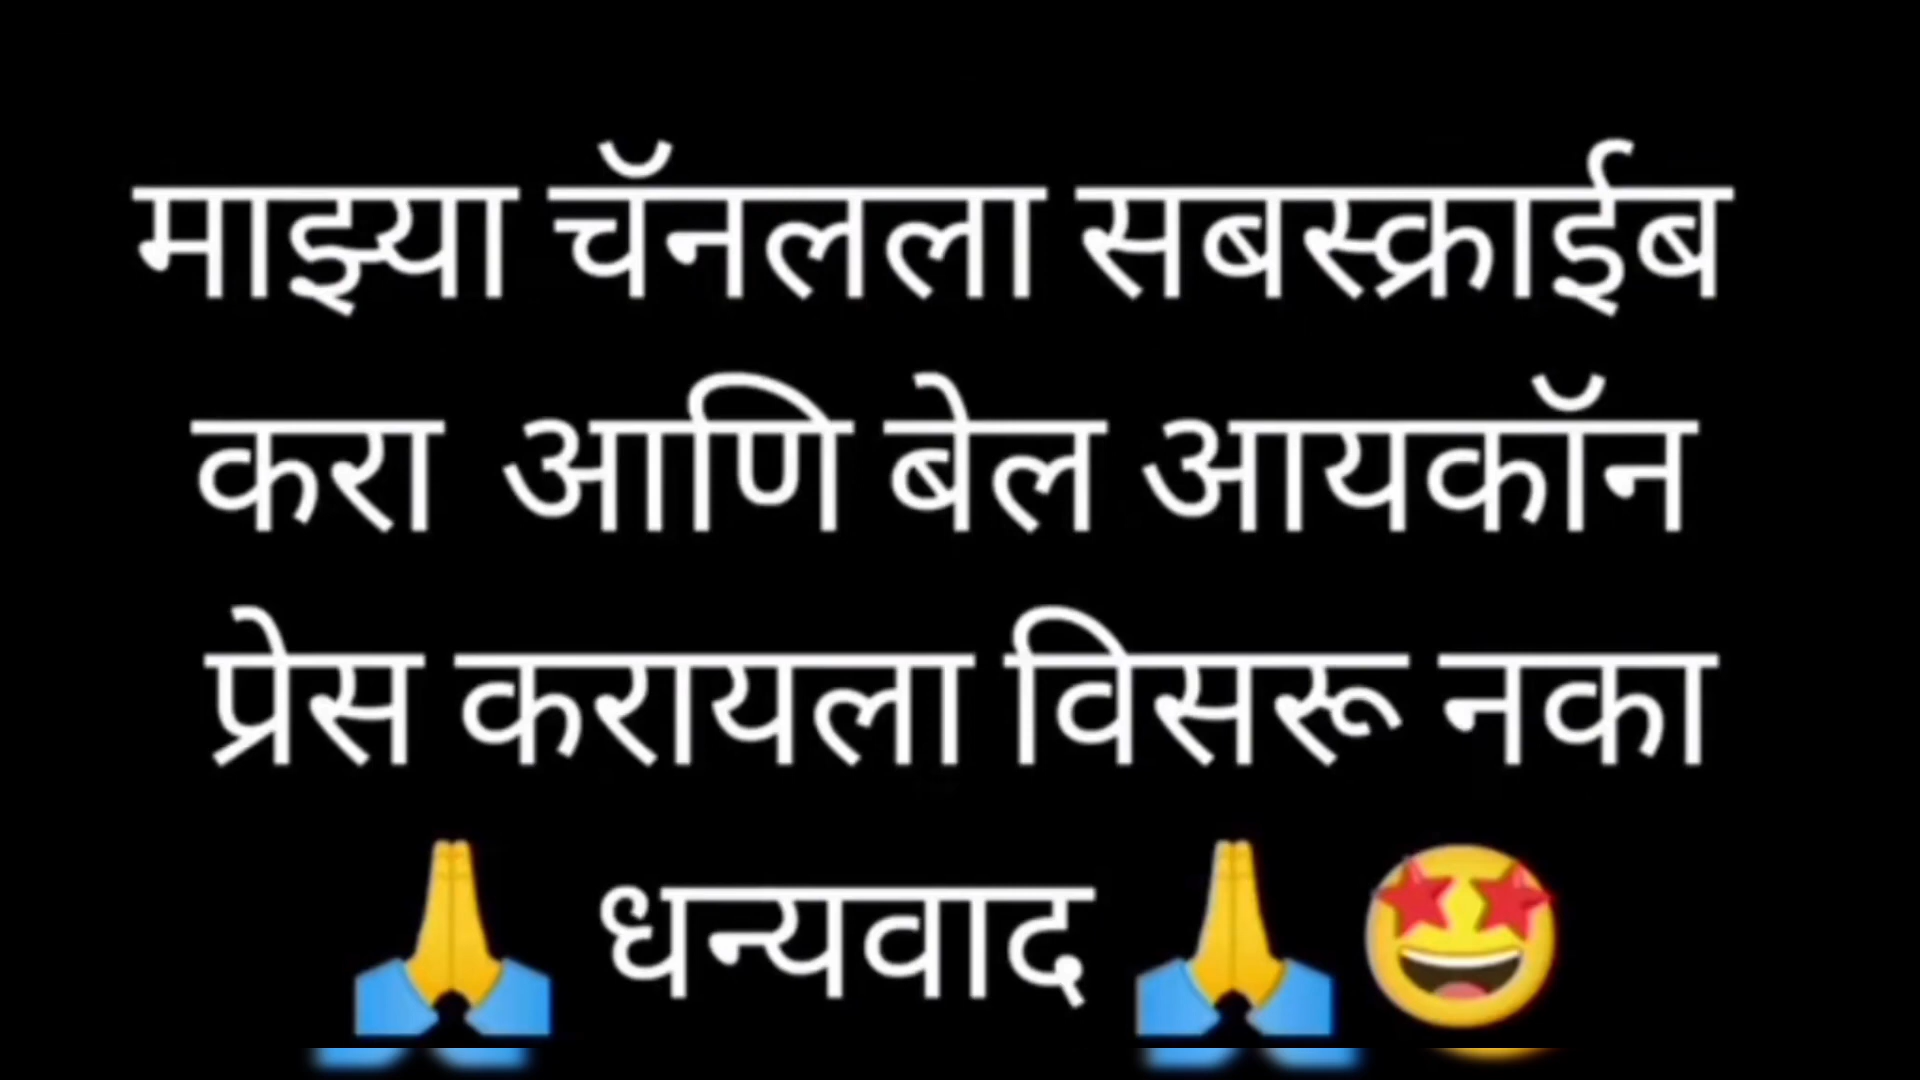 माझ्या चॅनलला सबस्क्राईब
करा आणि बेल आयकॉन
प्रेस करायला विसरू नका
🙏 धन्यवाद 🙏🤩